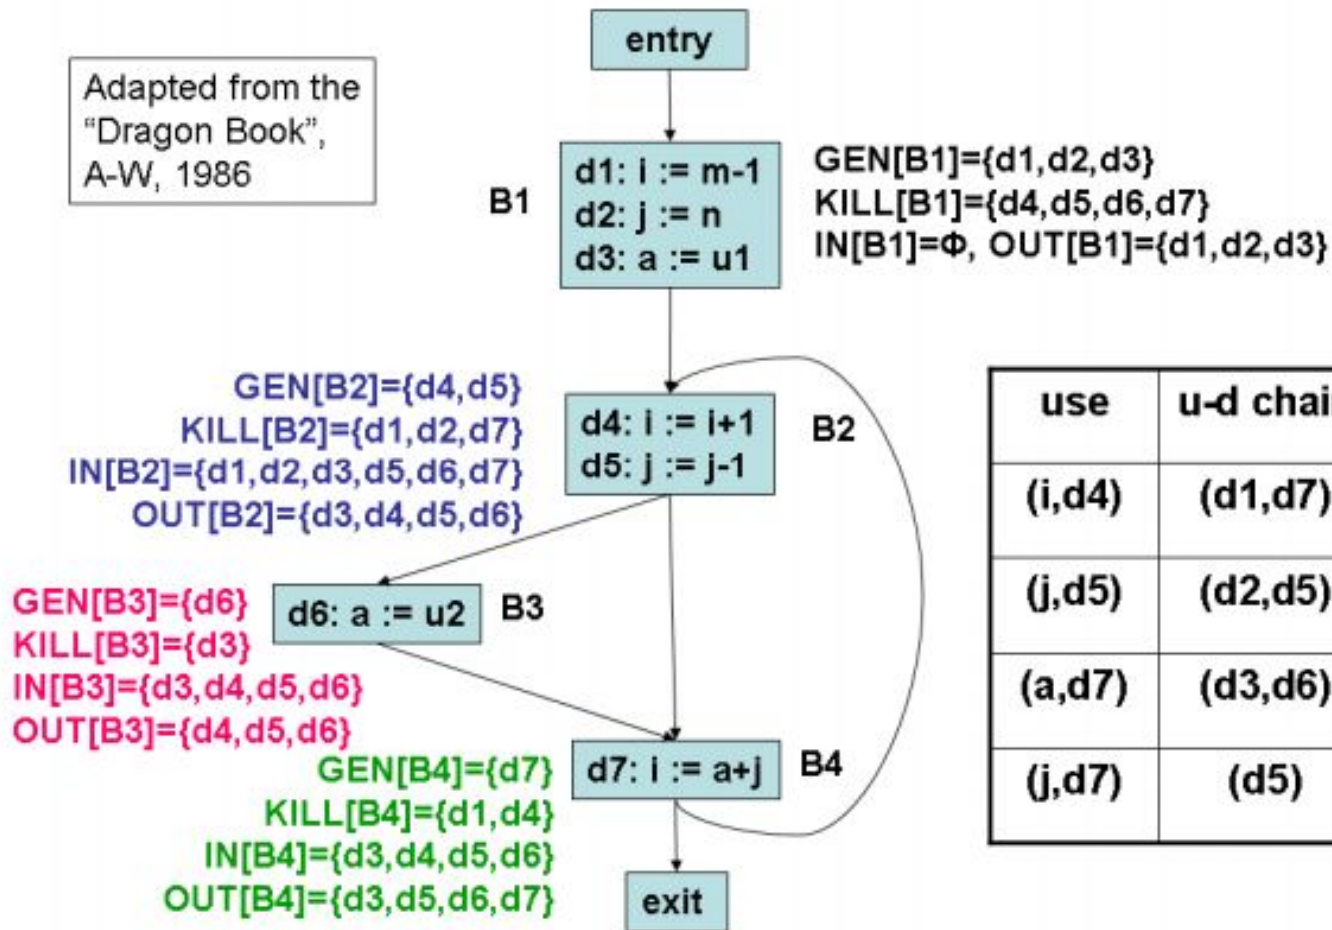 entry
Adapted from the
“Dragon Book”,
A-W, 1986
B1
d1: i := m-1
d2: j := n
d3: a := u1
GEN[B1]={d1,d2,d3}
KILL[B1]={d4,d5,d6,d7}
IN[B1]=Φ, OUT[B1]={d1,d2,d3}
GEN[B2]={d4,d5}
KILL[B2]={d1,d2,d7}
IN[B2]={d1,d2,d3,d5,d6,d7}
OUT[B2]={d3,d4,d5,d6}
d4: i := i+1
d5: j := j-1
B2
use u-d chai
(i,d4) (d1,d7)
(j,d5) (d2,d5)
(a,d7) (d3,d6)
(j,d7) (d5)
GEN[B3]={d6}
KILL[B3]={d3}
IN[B3]={d3,d4,d5,d6}
OUT[B3]={d4,d5,d6}
d6: a := u2
B3
GEN[B4]={d7}
KILL[B4]={d1,d4}
IN[B4]={d3,d4,d5,d6}
OUT[B4]={d3,d5,d6,d7}
d7: i := a+j
B4
exit